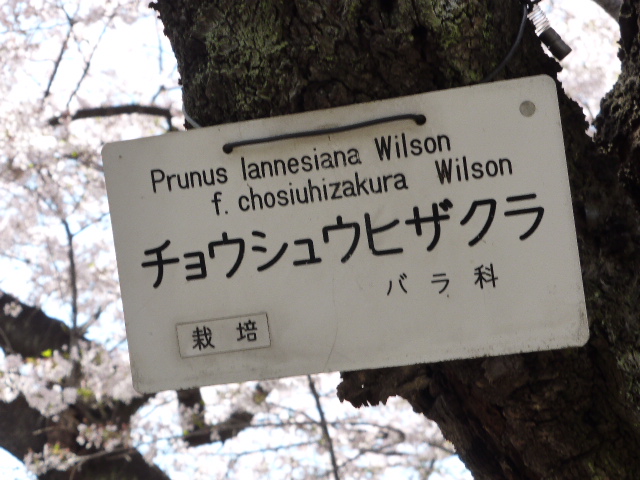 Prunus lannesiana Wilson
f. chosiuhizakura Wilson
チョウシュウヒザクラ
バラ科
栽培